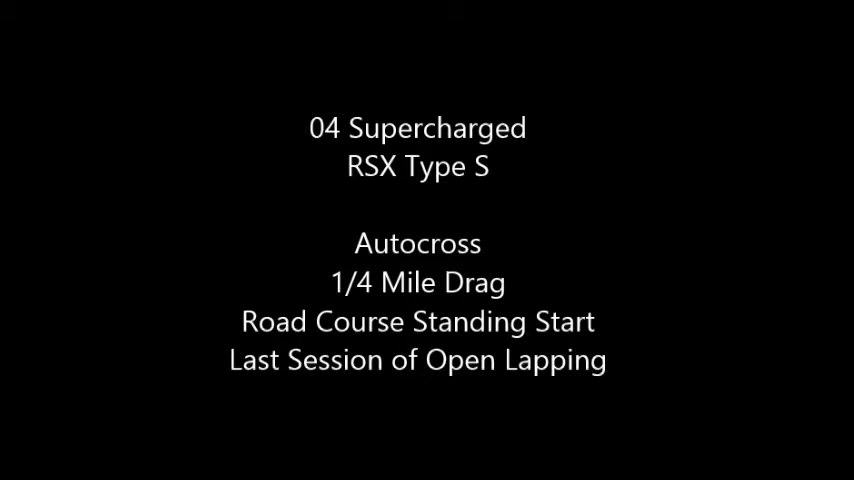 04 Supercharged
RSX Type S
Autocross
1/4 Mile Drag
Road Course Standing Start
Last Session of Open Lapping